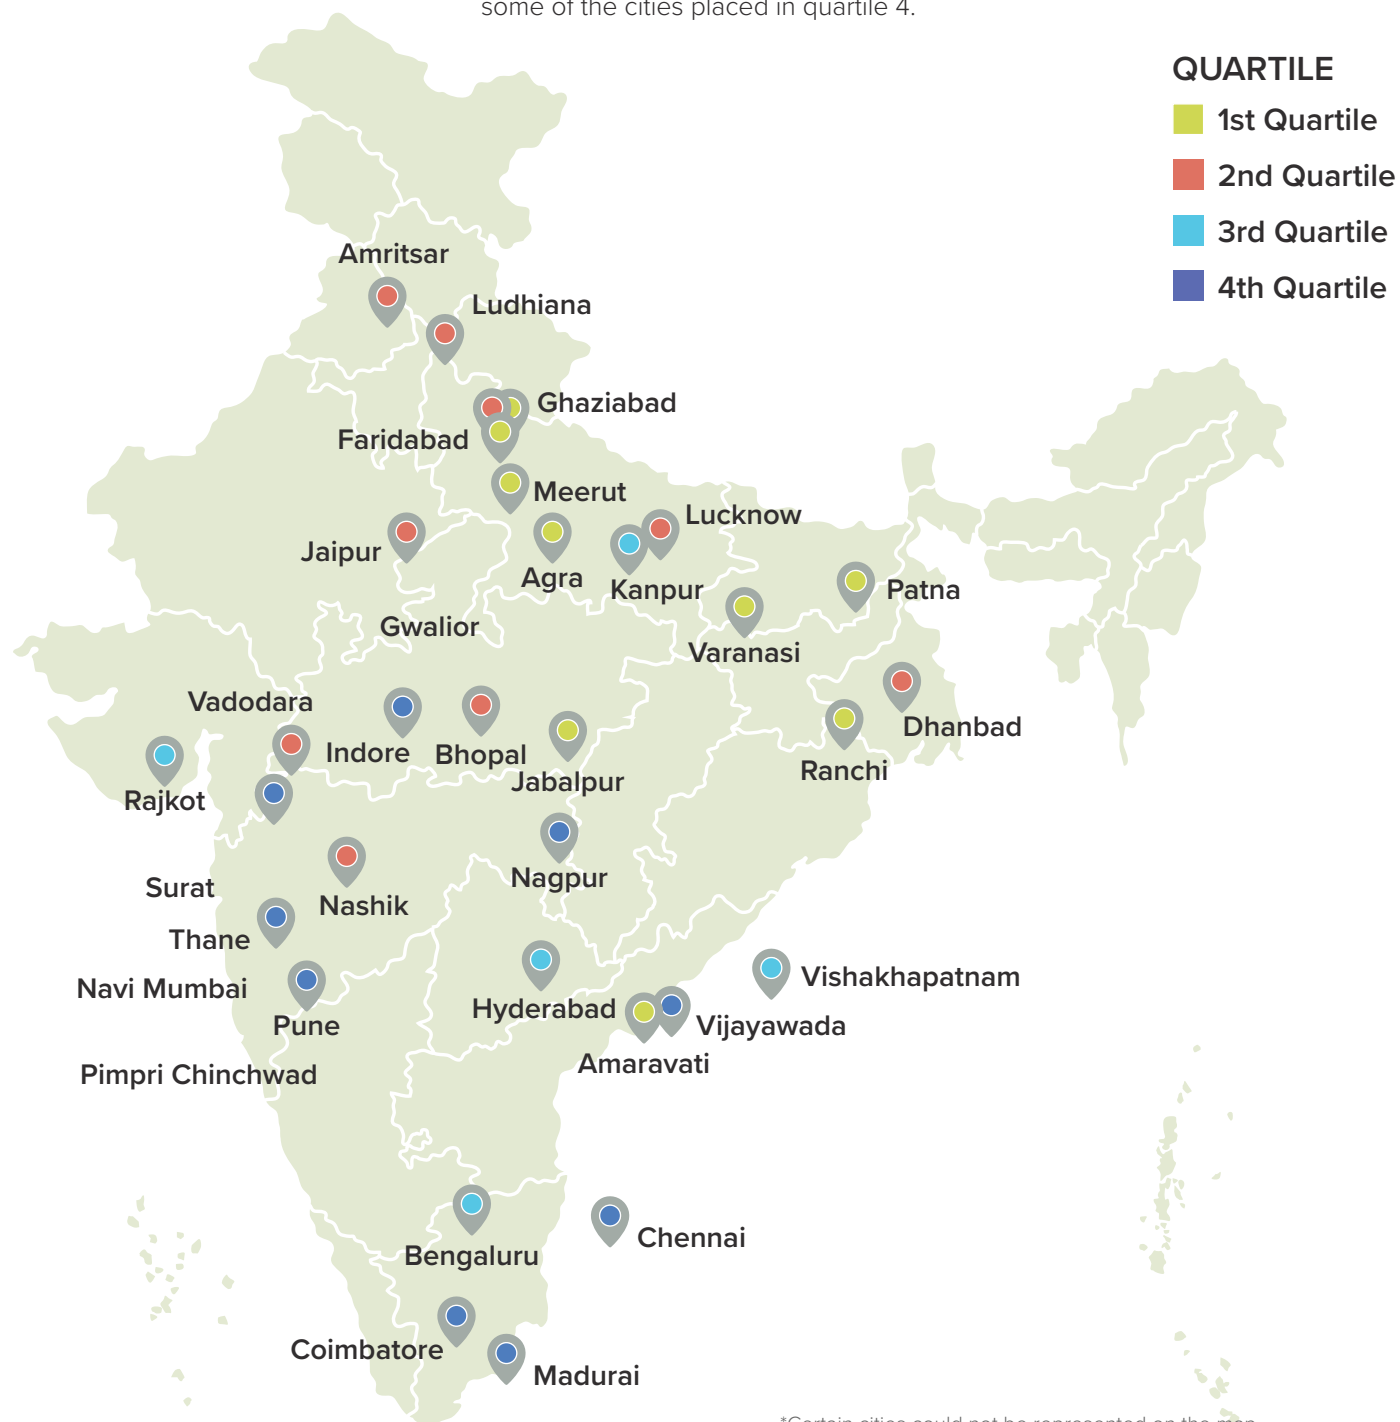 some of the cities placed in quartile 4.
QUARTILE
1st Quartile
2nd Quartile
3rd Quartile
4th Quartile
Amritsar
Ludhiana
Ghaziabad
Faridabad
Meerut
Lucknow
Jaipur
Agra
Kanpur
Patna
Gwalior
Varanasi
Vadodara
Dhanbad
Indore
Bhopal
Ranchi
Jabalpur
Rajkot
Nagpur
Surat
Nashik
Thane
Vishakhapatnam
Navi Mumbai
Hyderabad
Pune
Vijayawada
Amaravati
Pimpri Chinchwad
Chennai
Bengaluru
Coimbatore
Madurai
*Certain cities could not be represented on the map